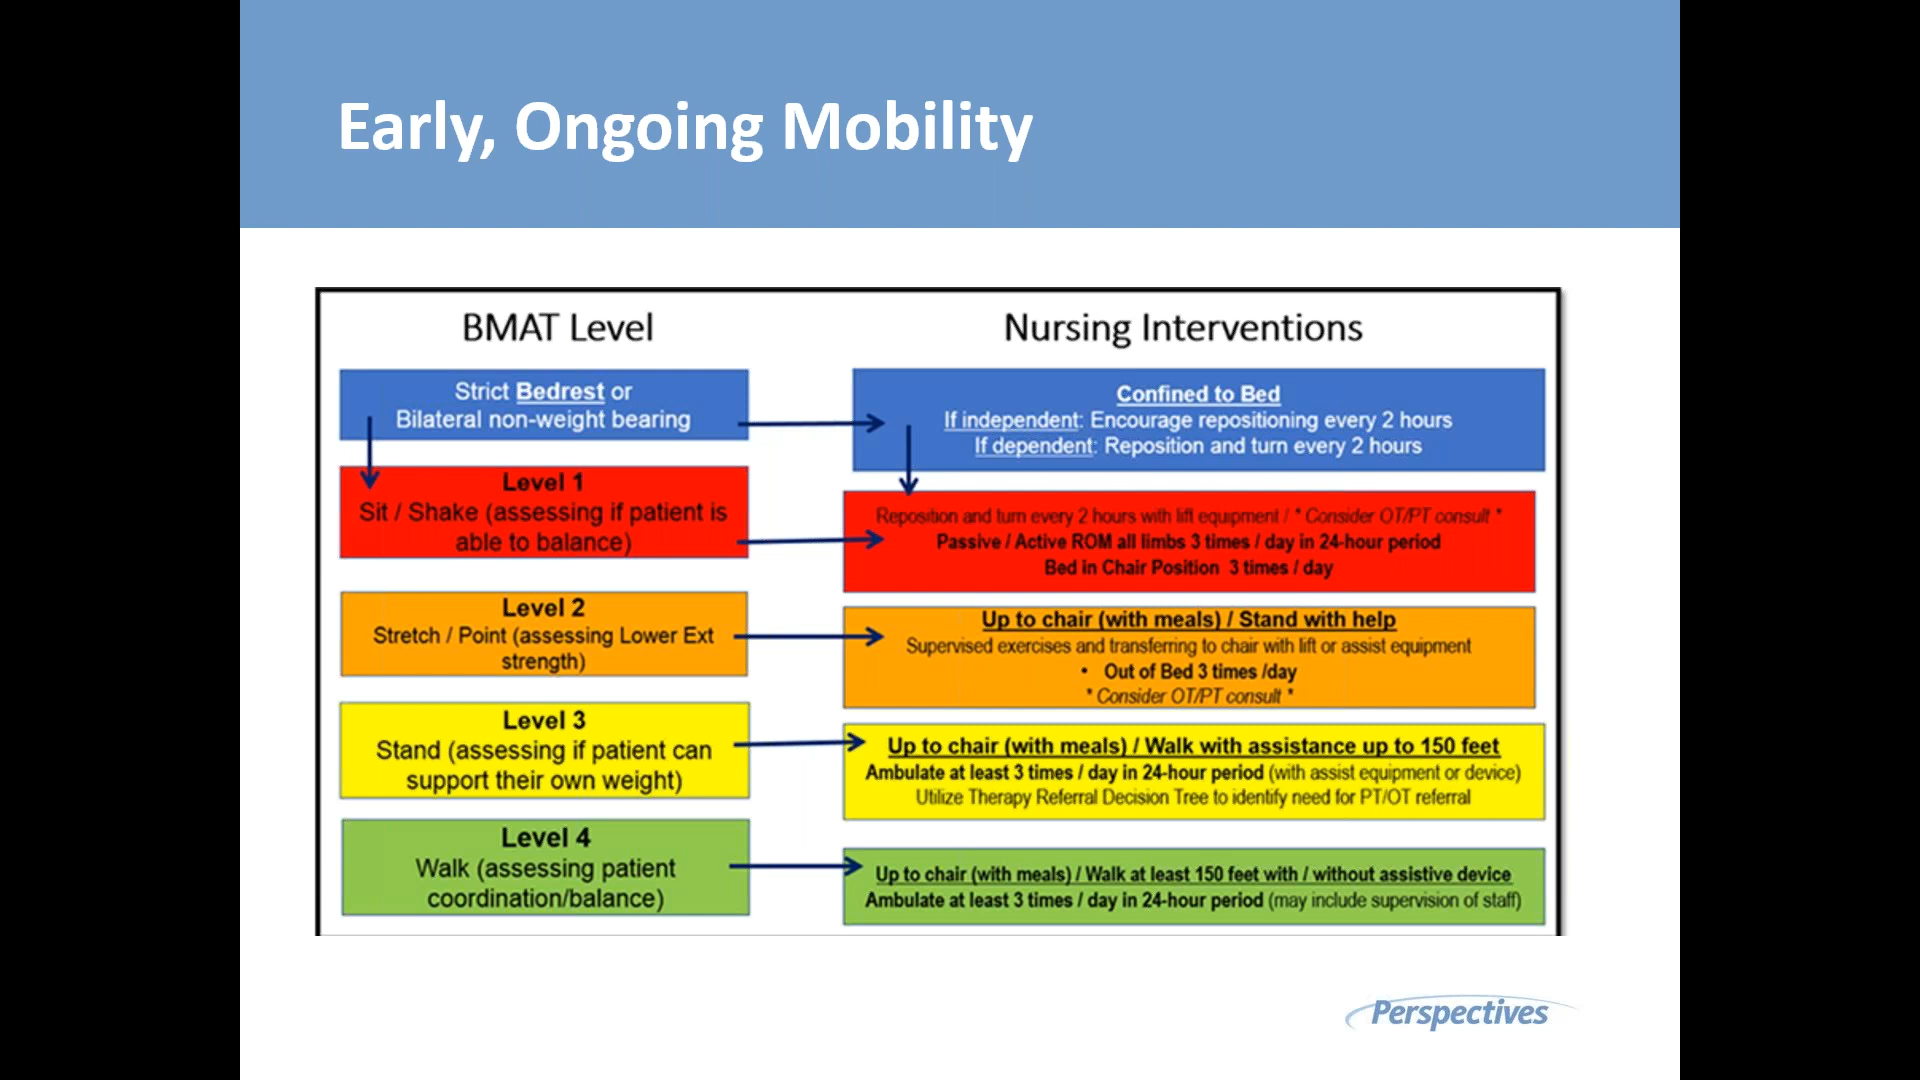 Early, Ongoing Mobility
BMAT Level
Nursing Interventions
Strict Bedrest or
Bilateral non-weight bearing
Confined to Bed
If independent: Encourage repositioning every 2 hours
If dependent: Reposition and turn every 2 hours
Level 1
Sit / Shake (assessing if patient is
able to balance)
Reposition and turn every 2 hours with lift equipment / * Consider OT/PT consult *
Passive / Active ROM all limbs 3 times / day in 24-hour period
Bed in Chair Position 3 times / day
Level 2
Stretch / Point (assessing Lower Ext
strength)
Up to chair (with meals) / Stand with help
Supervised exercises and transferring to chair with lift or assist equipment
• Out of Bed 3 times /day
* Consider OT/PT consult *
Level 3
Stand (assessing if patient can
support their own weight)
Up to chair (with meals) / Walk with assistance up to 150 feet
Ambulate at least 3 times / day in 24-hour period (with assist equipment or device)
Utilize Therapy Referral Decision Tree to identify need for PT/OT referral
Level 4
Walk (assessing patient
coordination/balance)
Up to chair (with meals) / Walk at least 150 feet with / without assistive device
Ambulate at least 3 times / day in 24-hour period (may include supervision of staff)
Perspectives